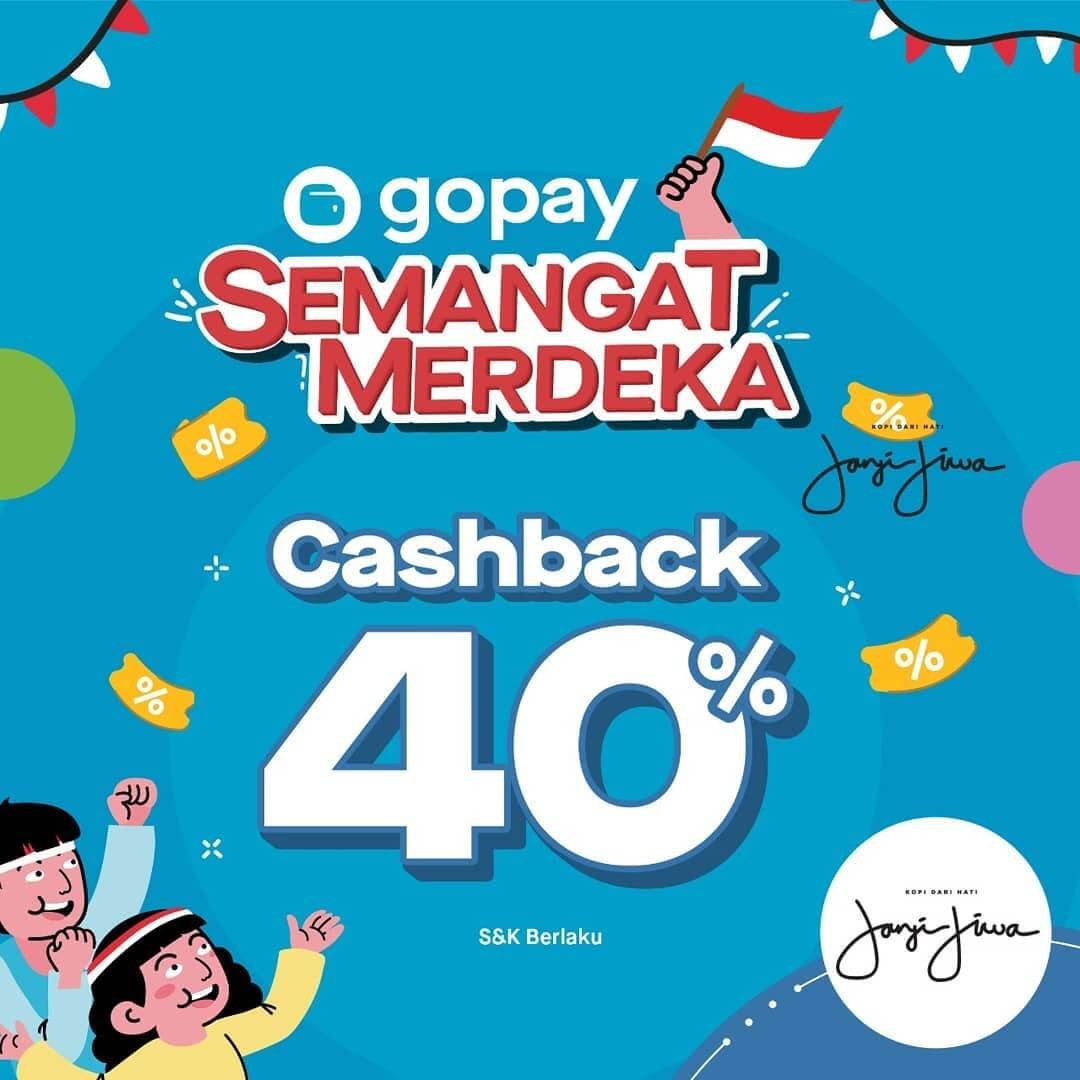 gopay
SEMANGAT
MERDEKA
%
%
KOPI DARI HATI
Janji Jiwa
Cashback
40%
%
%
S&K Berlaku
KOPI DARI HATI
Janji Jiwa